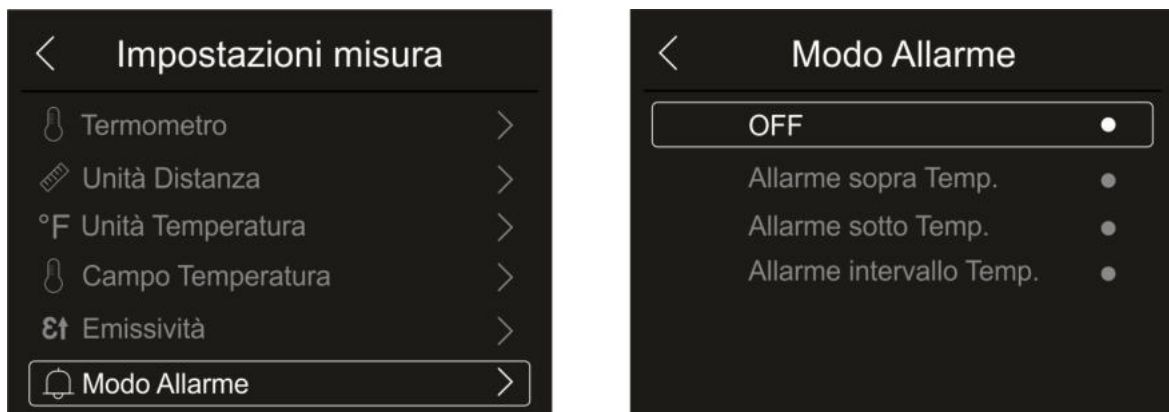 Impostazioni misura
Termometro
Unità Distanza
°F Unità Temperatura
Campo Temperatura
Ɛ↑ Emissività
Modo Allarme
Modo Allarme
OFF
Allarme sopra Temp.
Allarme sotto Temp.
Allarme intervallo Temp.